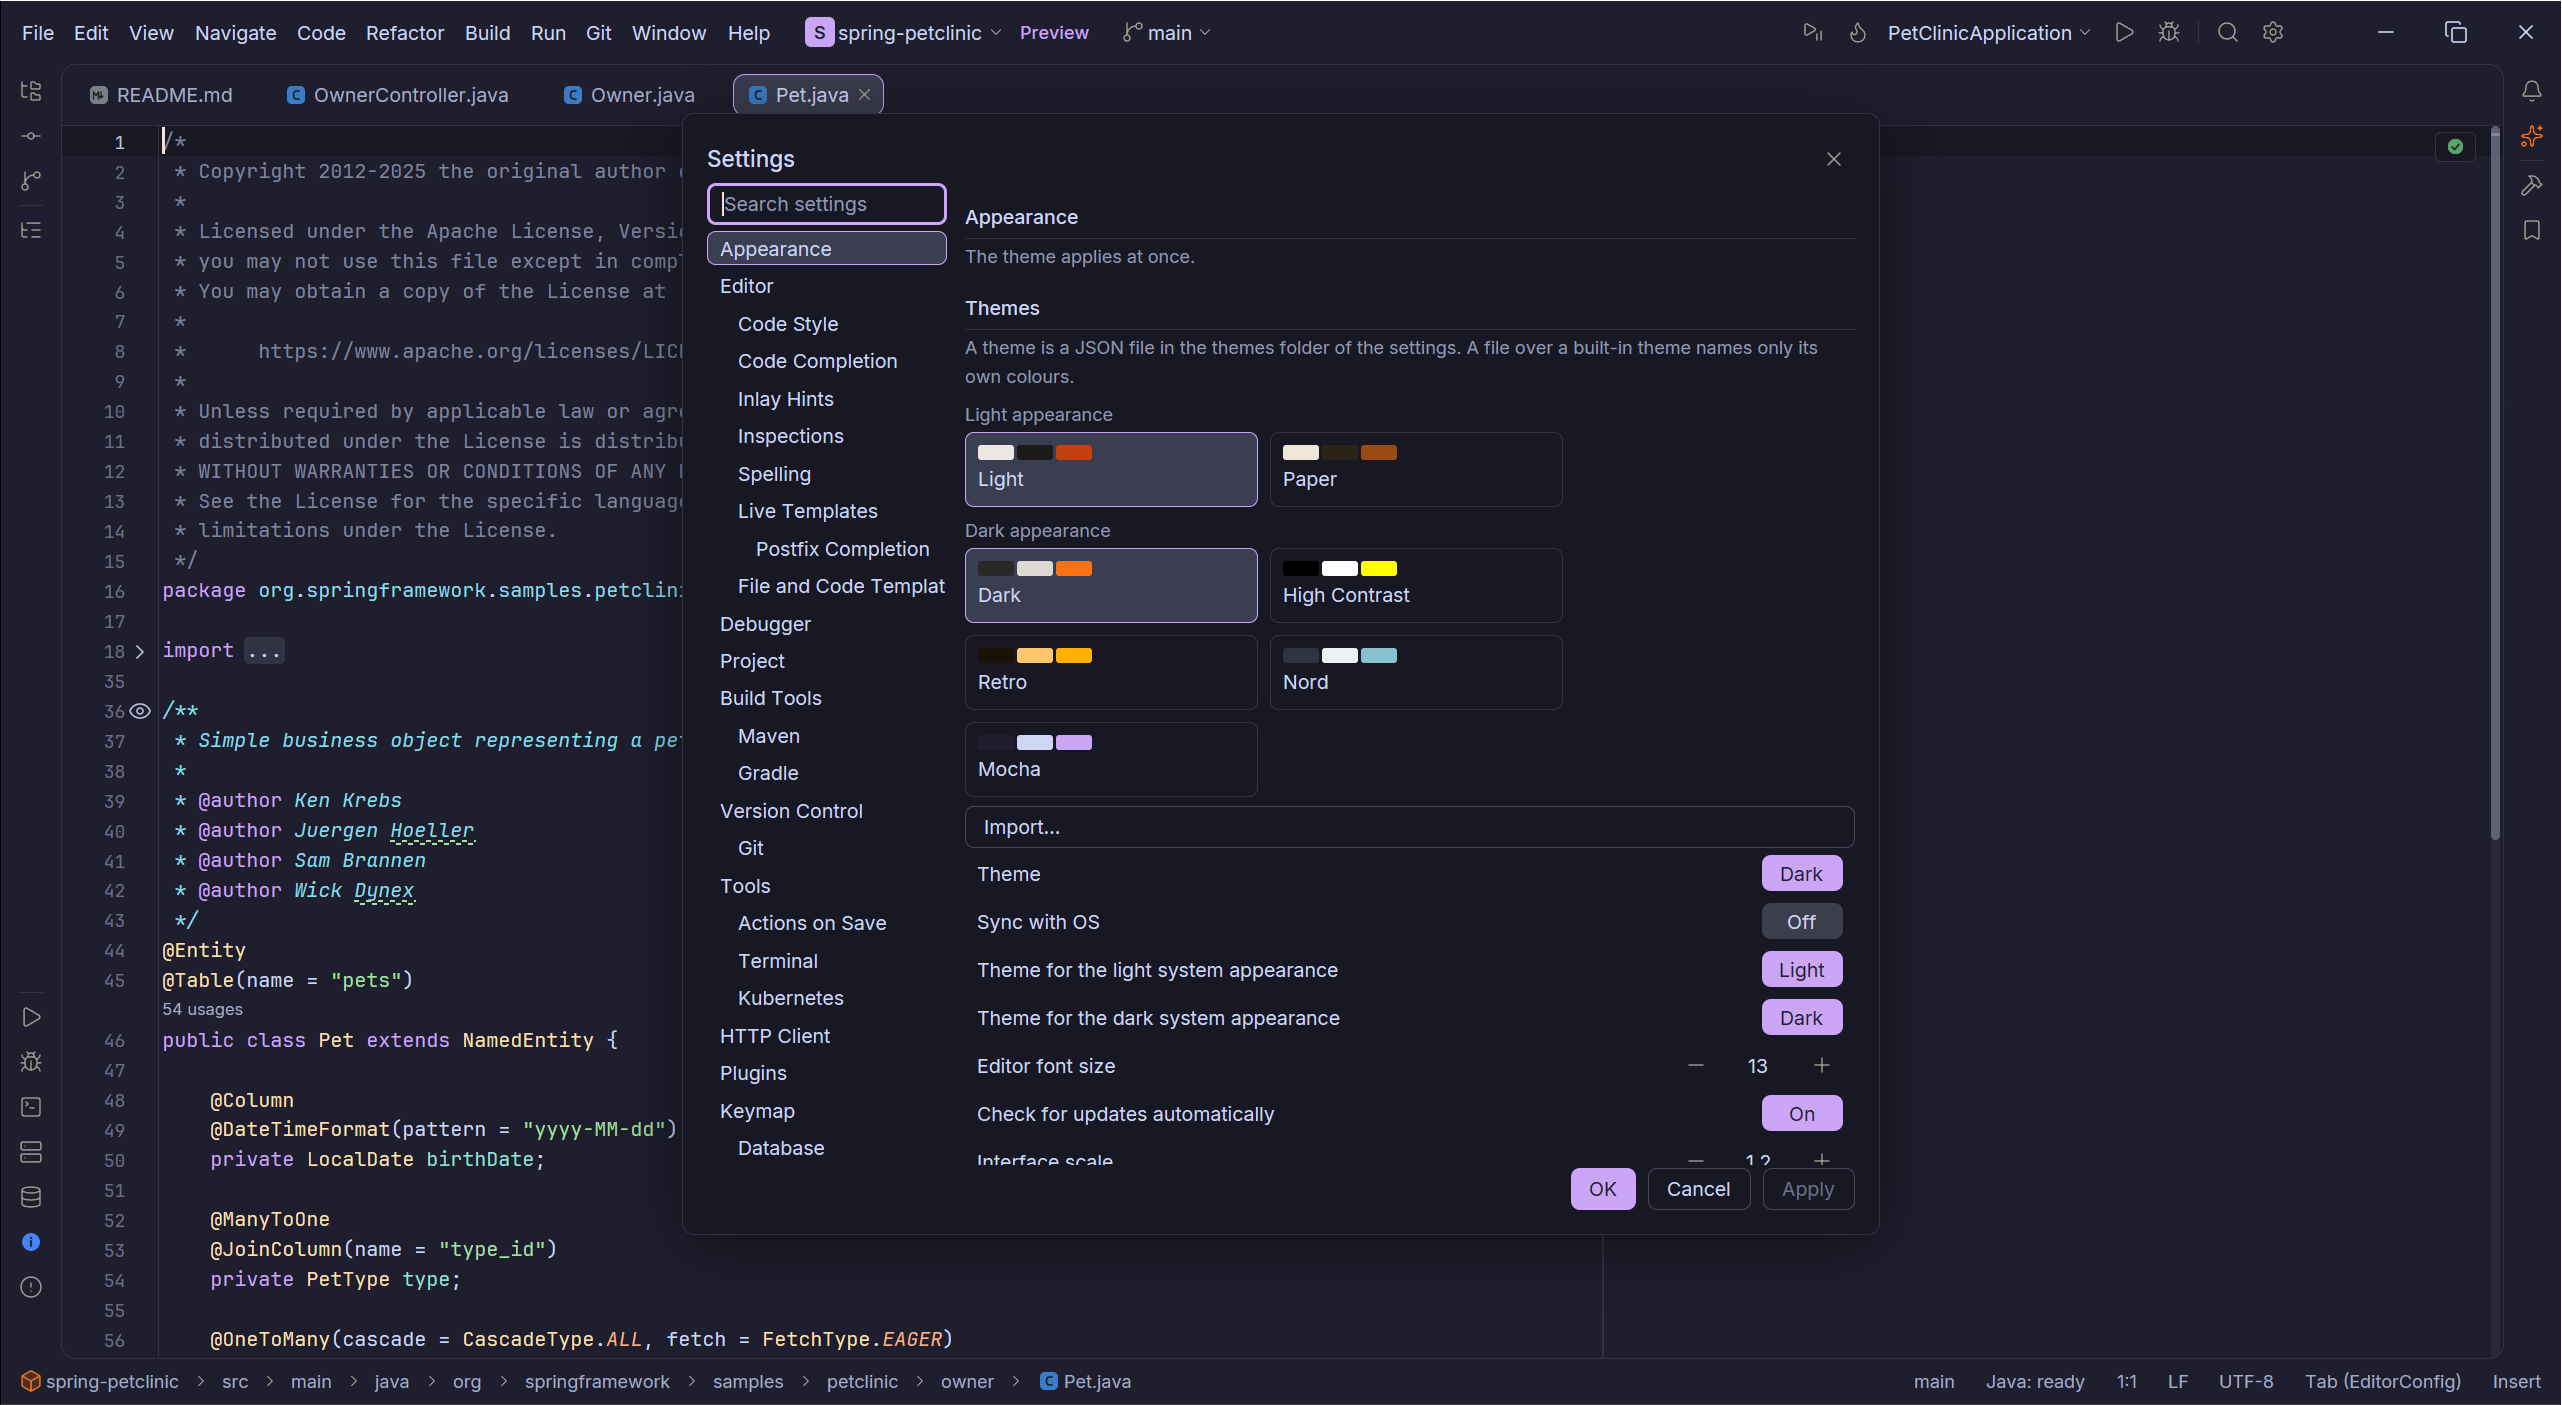 File Edit View Navigate Code Refactor Build Run Git Window Help S spring-petclinic Preview main PetClinicApplication
README.md C OwnerController.java C Owner.java C Pet.java
1 /*
2 * Copyright 2012-2025 the original author
3 *
4 * Licensed under the Apache License,
5 * you may not use this file except in
6 * You may obtain a copy of the License at
7 *
8 * https://www.apache.org/licenses/
9 *
10 * Unless required by applicable law or
11 * distributed under the License is
12 * WITHOUT WARRANTIES OR CONDITIONS OF ANY
13 * See the License for the specific language
14 * limitations under the License.
15 */
16 package org.springframework.samples.
17
18 import ...
35
36 /**
37 * Simple business object representing a
38 *
39 * @author Ken Krebs
40 * @author Juergen Hoeller
41 * @author Sam Brannen
42 * @author Wick Dynex
43 */
44 @Entity
45 @Table(name = "pets")
54 usages
46 public class Pet extends NamedEntity {
47
48 @Column
49 @DateTimeFormat(pattern = "yyyy-MM-dd")
50 private LocalDate birthDate;
51
52 @ManyToOne
53 @JoinColumn(name = "type_id")
54 private PetType type;
55
56 @OneToMany(cascade = CascadeType.ALL, fetch = FetchType.EAGER)
Settings
Search settings
Appearance
Editor
Code Style
Code Completion
Inlay Hints
Inspections
Spelling
Live Templates
Postfix Completion
File and Code Templat
Debugger
Project
Build Tools
Maven
Gradle
Version Control
Git
Tools
Actions on Save
Terminal
Kubernetes
HTTP Client
Plugins
Keymap
Database
Appearance
The theme applies at once.
Themes
A theme is a JSON file in the themes folder of the settings. A file over a built-in theme names only its
own colours.
Light appearance
Light Paper
Dark appearance
Dark High Contrast
Retro Nord
Mocha
Import...
Theme Dark
Sync with OS Off
Theme for the light system appearance Light
Theme for the dark system appearance Dark
Editor font size 13
Check for updates automatically On
Interface scale 1.2
OK Cancel Apply
spring-petclinic src main java org springframework samples petclinic owner C Pet.java main Java: ready 1:1 LF UTF-8 Tab (EditorConfig) Insert